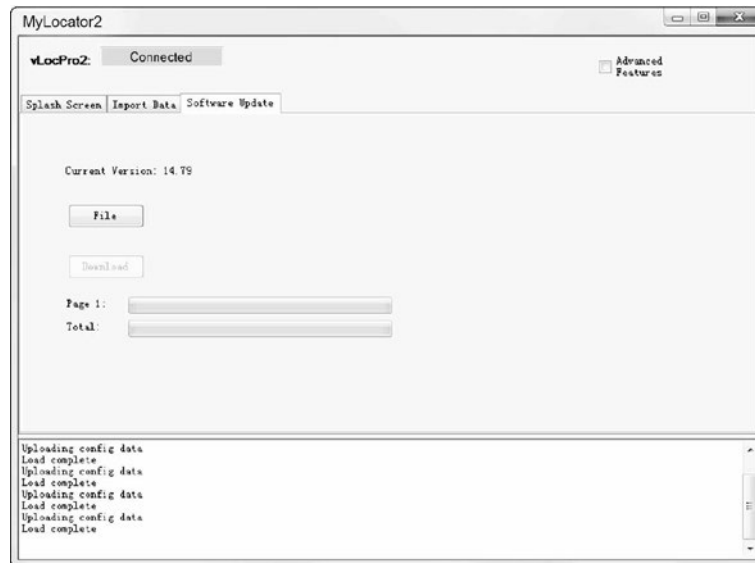 MyLocator2
vLocPro2: Connected
Advanced
Features
Splash Screen Import Data Software Update
Current Version: 14.79
File
Download
Page 1:
Total:
Uploading config data
Load complete
Uploading config data
Load complete
Uploading config data
Load complete
Uploading config data
Load complete